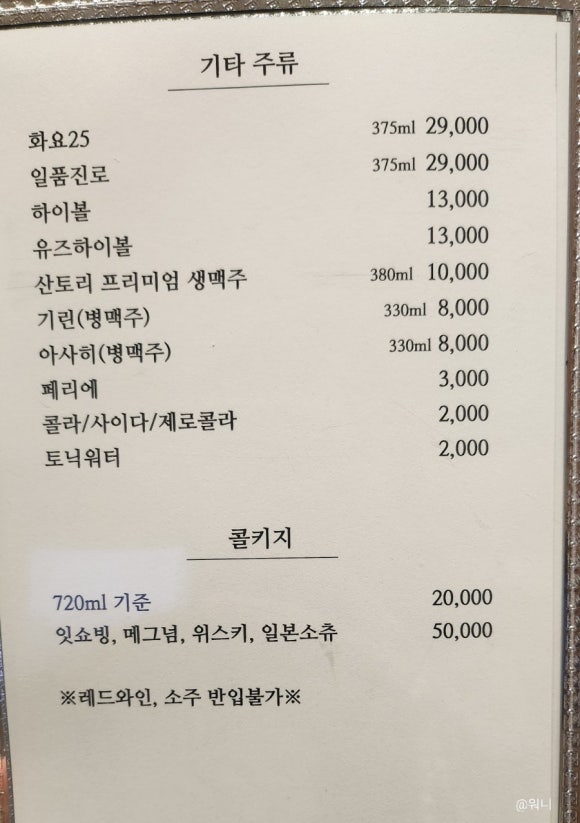 기타 주류
화요25 375ml 29,000
일품진로 375ml 29,000
하이볼 13,000
유즈하이볼 13,000
산토리 프리미엄 생맥주 380ml 10,000
기린(병맥주) 330ml 8,000
아사히(병맥주) 330ml 8,000
페리에 3,000
콜라/사이다/제로콜라 2,000
토닉워터 2,000
콜키지
720ml 기준 20,000
잇쇼빙, 메그넘, 위스키, 일본소츄 50,000
※레드와인, 소주 반입불가※
@워니